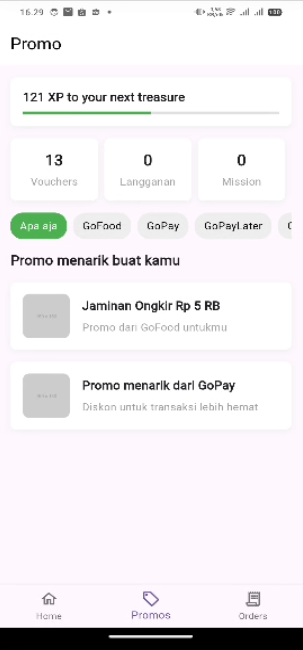 16.29
Promo
121 XP to your next treasure
13
0
0
Vouchers
Langganan
Mission
Apa aja
GoFood
GoPay
GoPayLater
Promo menarik buat kamu
Jaminan Ongkir Rp 5 RB
Promo dari GoFood untukmu
Promo menarik dari GoPay
Diskon untuk transaksi lebih hemat
Home
Promos
Orders